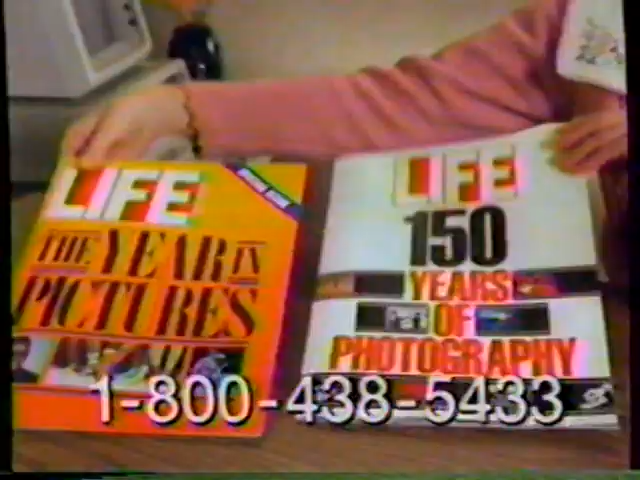 LIFE
THE YEAR IN
PICTURES
LIFE
150
YEARS
OF
PHOTOGRAPHY
1-800-438-5433